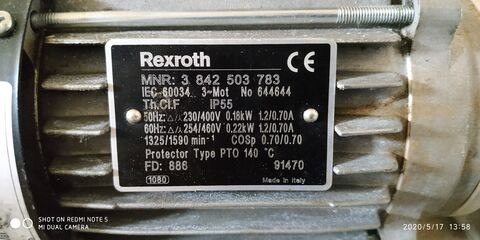 Rexroth
CE
MNR: 3 842 503 783
IEC-60034.. 3~Mot No 644644
Th.Cl.F IP55
50Hz: △/⅄ 230/400V 0.18kW 1.2/0.70A
60Hz: △/⅄ 254/460V 0.22kW 1.2/0.70A
1325/1590 min⁻¹ COSp 0.70/0.70
Protector Type PTO 140 °C
FD: 886 91470
1080 Made in Italy
SHOT ON REDMI NOTE 5
MI DUAL CAMERA
2020/5/17 13:58